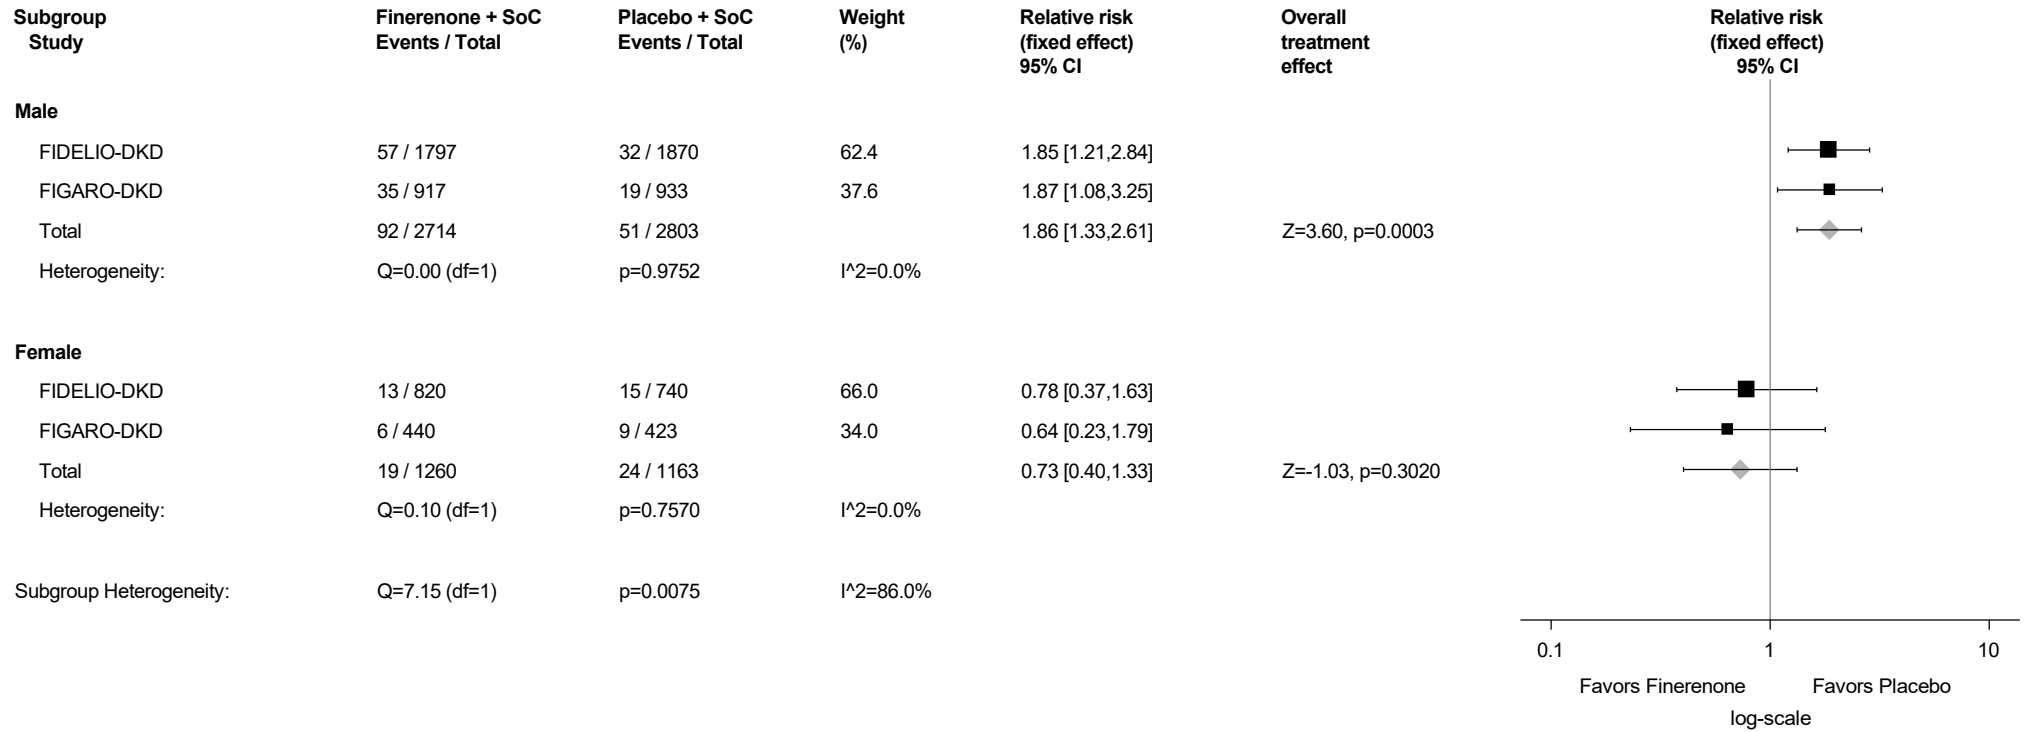 Subgroup Finerenone + SoC Placebo + SoC Weight Relative risk Overall Relative risk
Study Events / Total Events / Total (%) (fixed effect) treatment (fixed effect)
95% CI effect 95% CI
Male
FIDELIO-DKD 57 / 1797 32 / 1870 62.4 1.85 [1.21,2.84]
FIGARO-DKD 35 / 917 19 / 933 37.6 1.87 [1.08,3.25]
Total 92 / 2714 51 / 2803 1.86 [1.33,2.61] Z=3.60, p=0.0003
Heterogeneity: Q=0.00 (df=1) p=0.9752 I^2=0.0%
Female
FIDELIO-DKD 13 / 820 15 / 740 66.0 0.78 [0.37,1.63]
FIGARO-DKD 6 / 440 9 / 423 34.0 0.64 [0.23,1.79]
Total 19 / 1260 24 / 1163 0.73 [0.40,1.33] Z=-1.03, p=0.3020
Heterogeneity: Q=0.10 (df=1) p=0.7570 I^2=0.0%
Subgroup Heterogeneity: Q=7.15 (df=1) p=0.0075 I^2=86.0%
0.1 1 10
Favors Finerenone Favors Placebo
log-scale